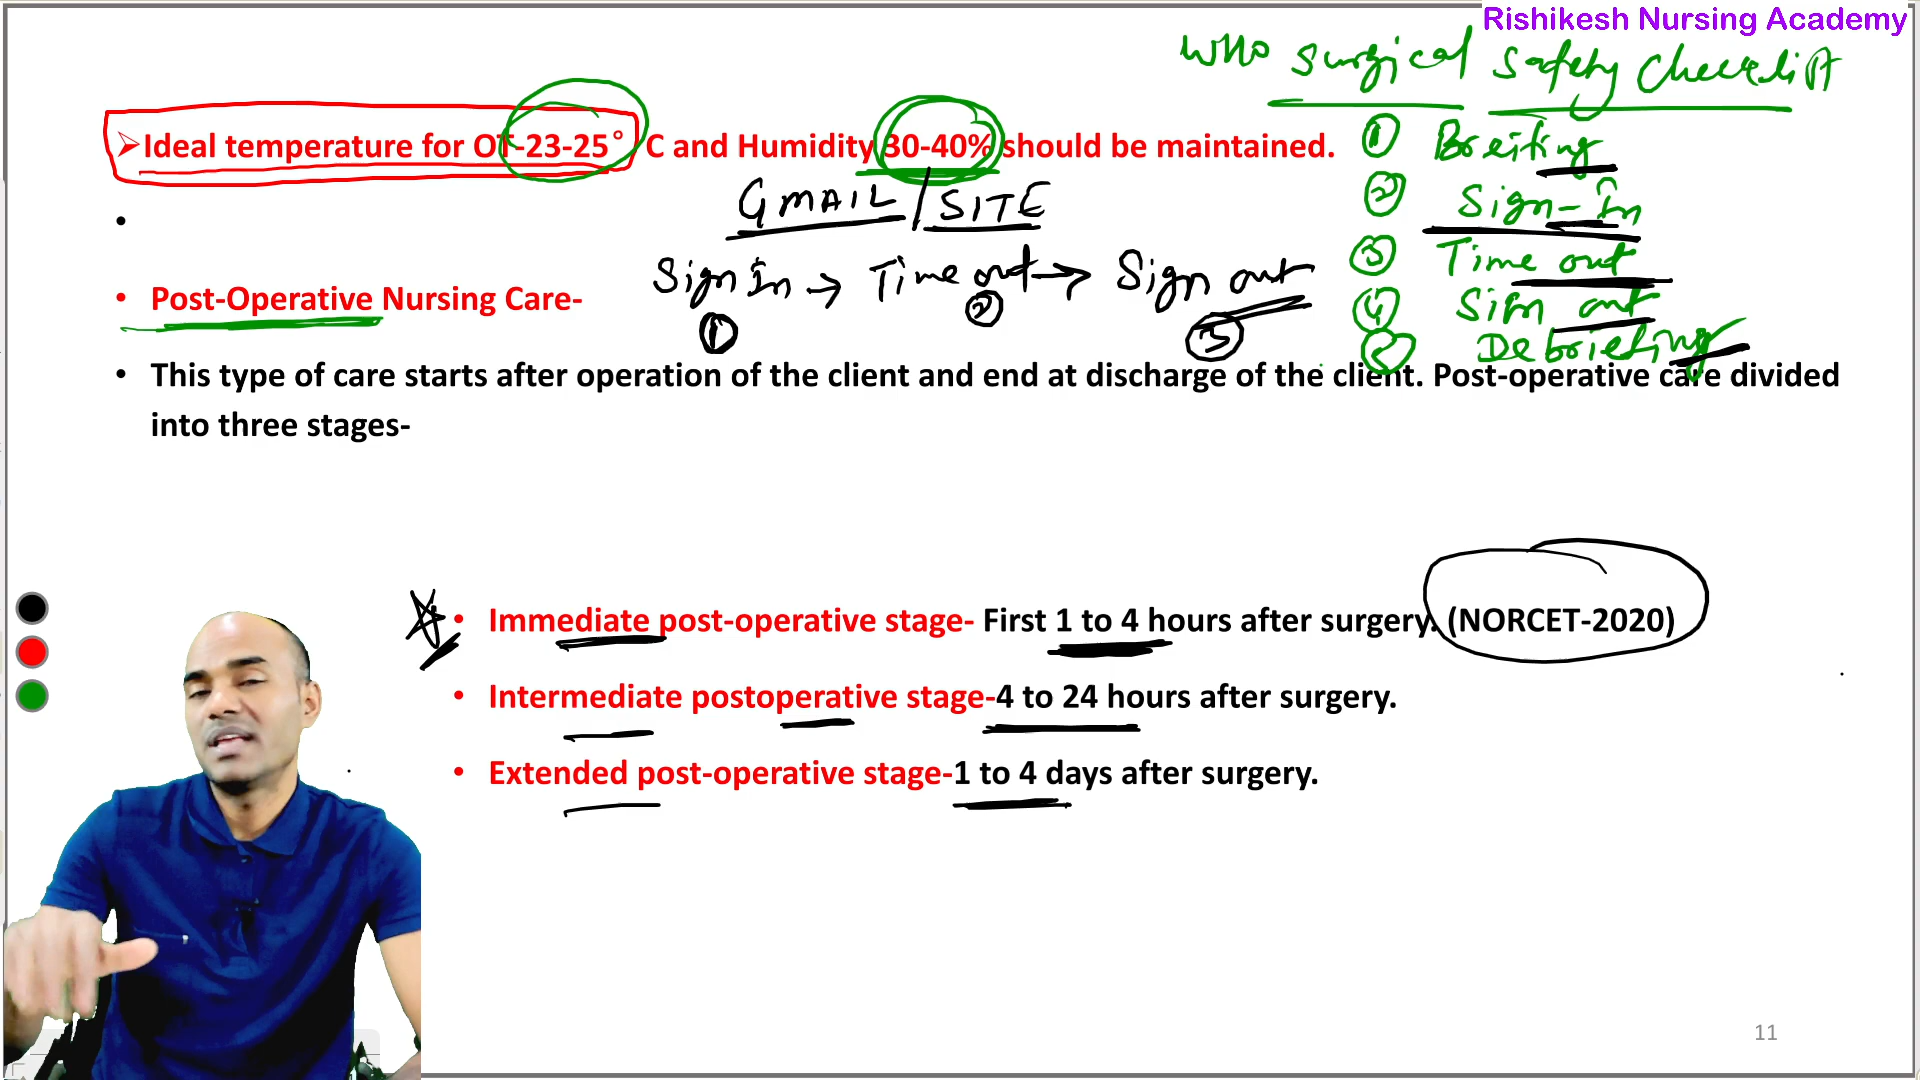 Rishikesh Nursing Academy
WHO Surgical Safety Checklist
➢Ideal temperature for OT-23-25° C and Humidity 30-40% should be maintained.
① Breifing
② Sign-In
③ Time out
④ Sign out
⑤ Debriefing
GMAIL/SITE
Sign In → Time out → Sign out
① ② ③
• Post-Operative Nursing Care-
• This type of care starts after operation of the client and end at discharge of the client. Post-operative care divided
into three stages-
• Immediate post-operative stage- First 1 to 4 hours after surgery. (NORCET-2020)
• Intermediate postoperative stage-4 to 24 hours after surgery.
• Extended post-operative stage-1 to 4 days after surgery.
11